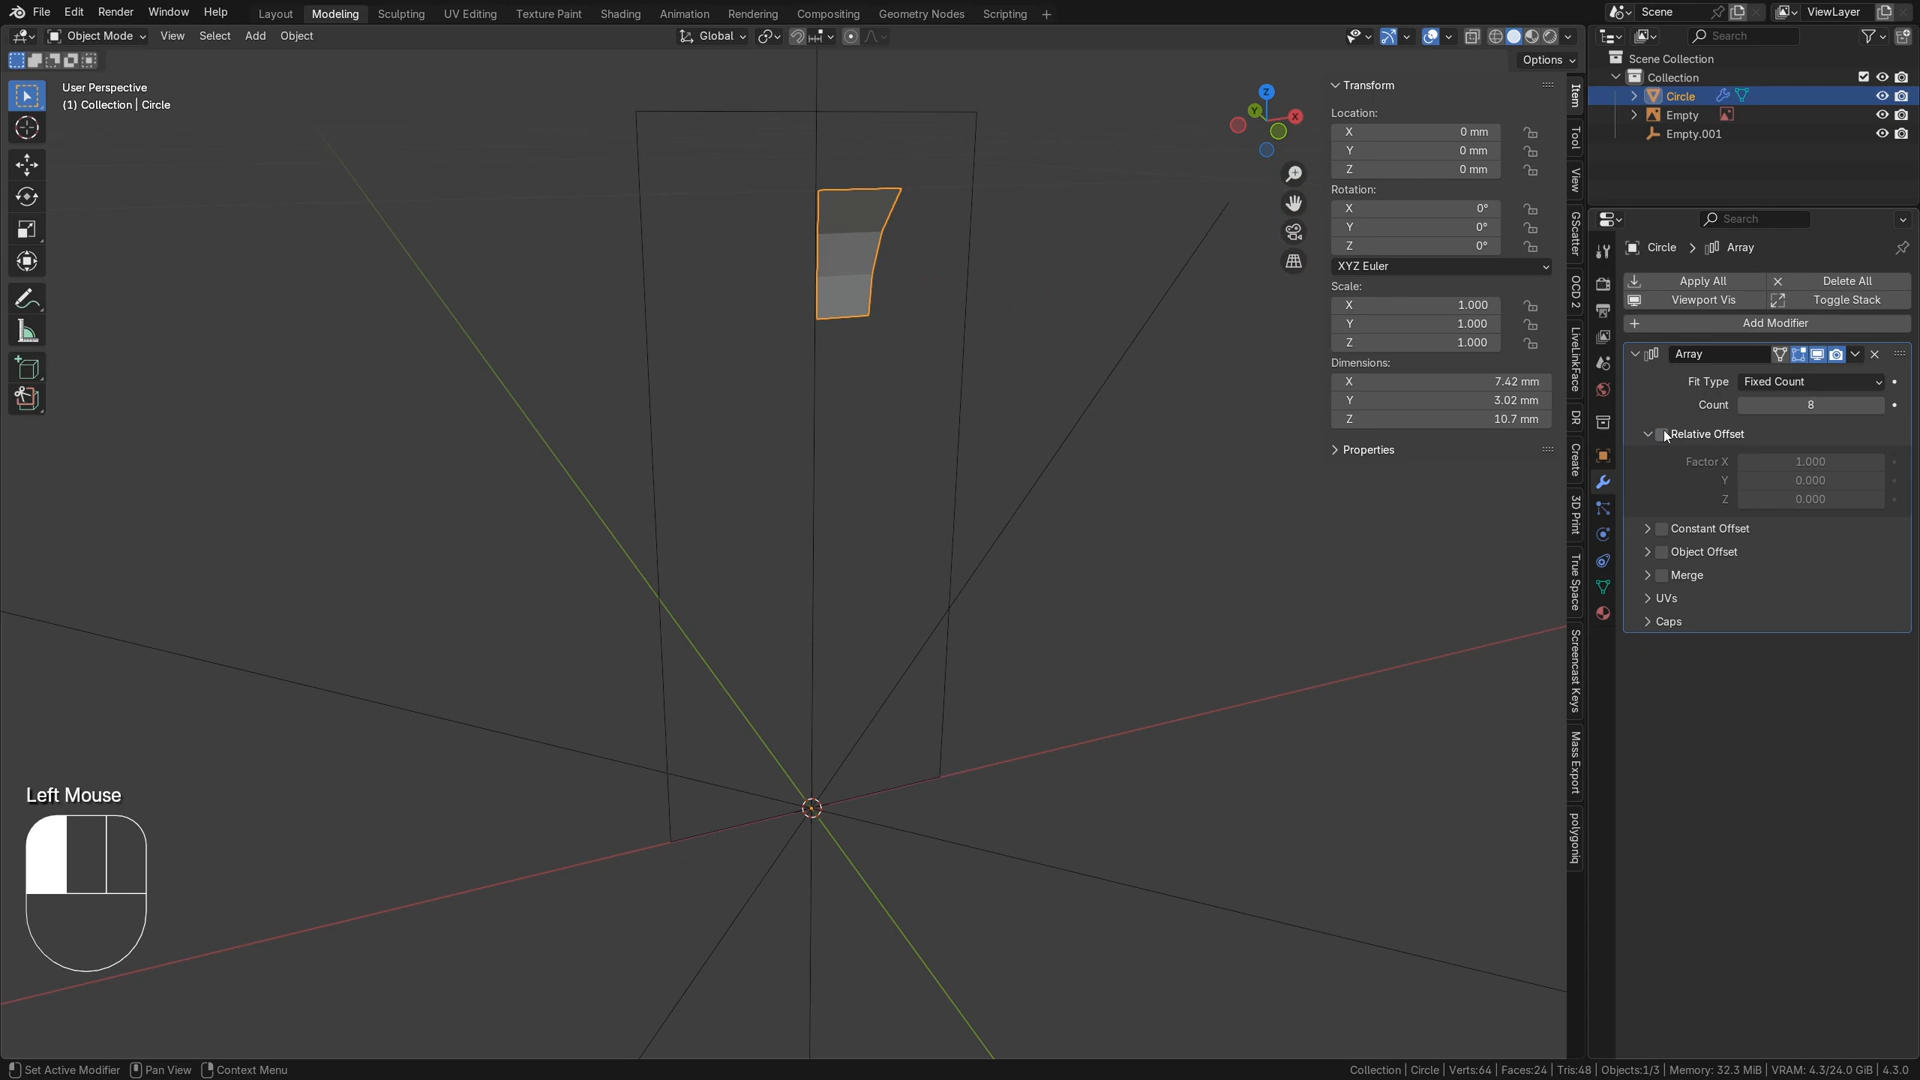 File Edit Render Window Help Layout Modeling Sculpting UV Editing Texture Paint Shading Animation Rendering Compositing Geometry Nodes Scripting + Scene ViewLayer
Object Mode View Select Add Object Global Search
Options
User Perspective
(1) Collection | Circle
Transform
Location:
X 0 mm
Y 0 mm
Z 0 mm
Rotation:
X 0°
Y 0°
Z 0°
XYZ Euler
Scale:
X 1.000
Y 1.000
Z 1.000
Dimensions:
X 7.42 mm
Y 3.02 mm
Z 10.7 mm
Properties
Z
Y
X
Item
Tool
View
GScatter
OCD 2
LiveLinkFace
DR
Create
3D Print
True Space
Screencast Keys
Mass Export
polygoniq
Scene Collection
Collection
Circle
Empty
Empty.001
Search
Circle > Array
Apply All Delete All
Viewport Vis Toggle Stack
Add Modifier
Array
Fit Type Fixed Count
Count 8
Relative Offset
Factor X 1.000
Y 0.000
Z 0.000
Constant Offset
Object Offset
Merge
UVs
Caps
Left Mouse
Set Active Modifier Pan View Context Menu Collection | Circle | Verts:64 | Faces:24 | Tris:48 | Objects:1/3 | Memory: 32.3 MiB | VRAM: 4.3/24.0 GiB | 4.3.0